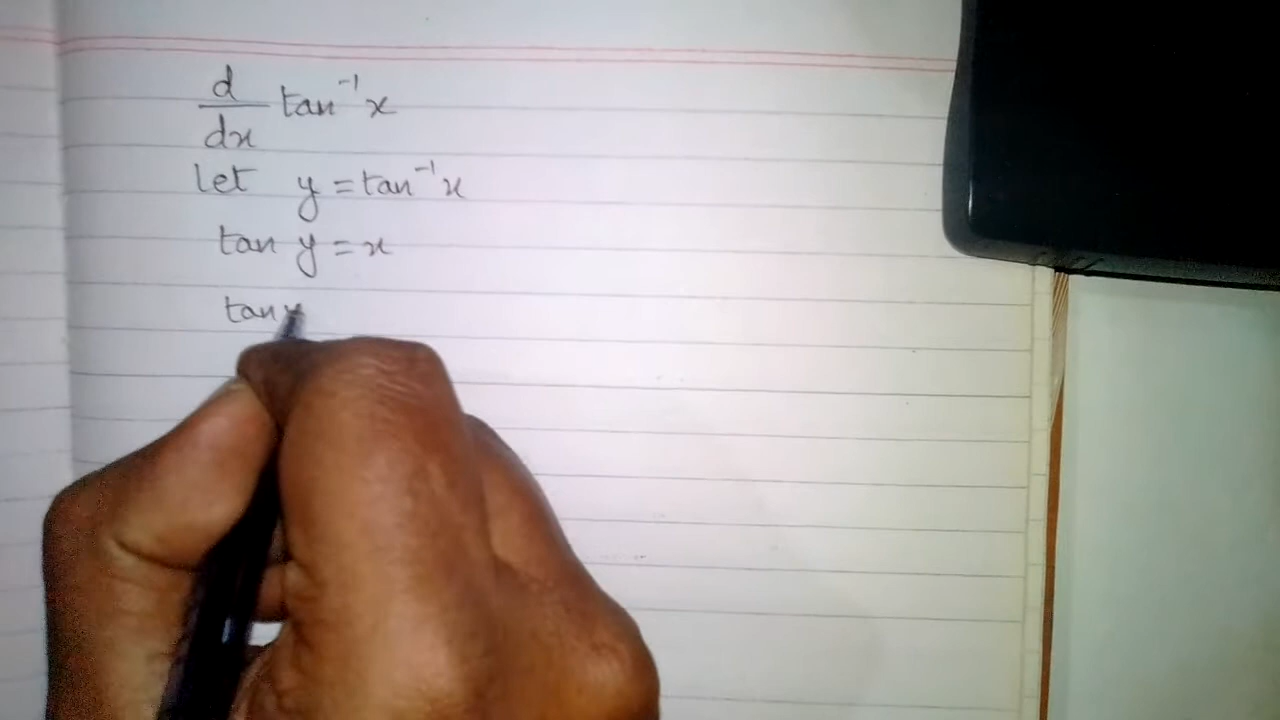 d/dx tan⁻¹x
let y = tan⁻¹x
tan y = x
tan